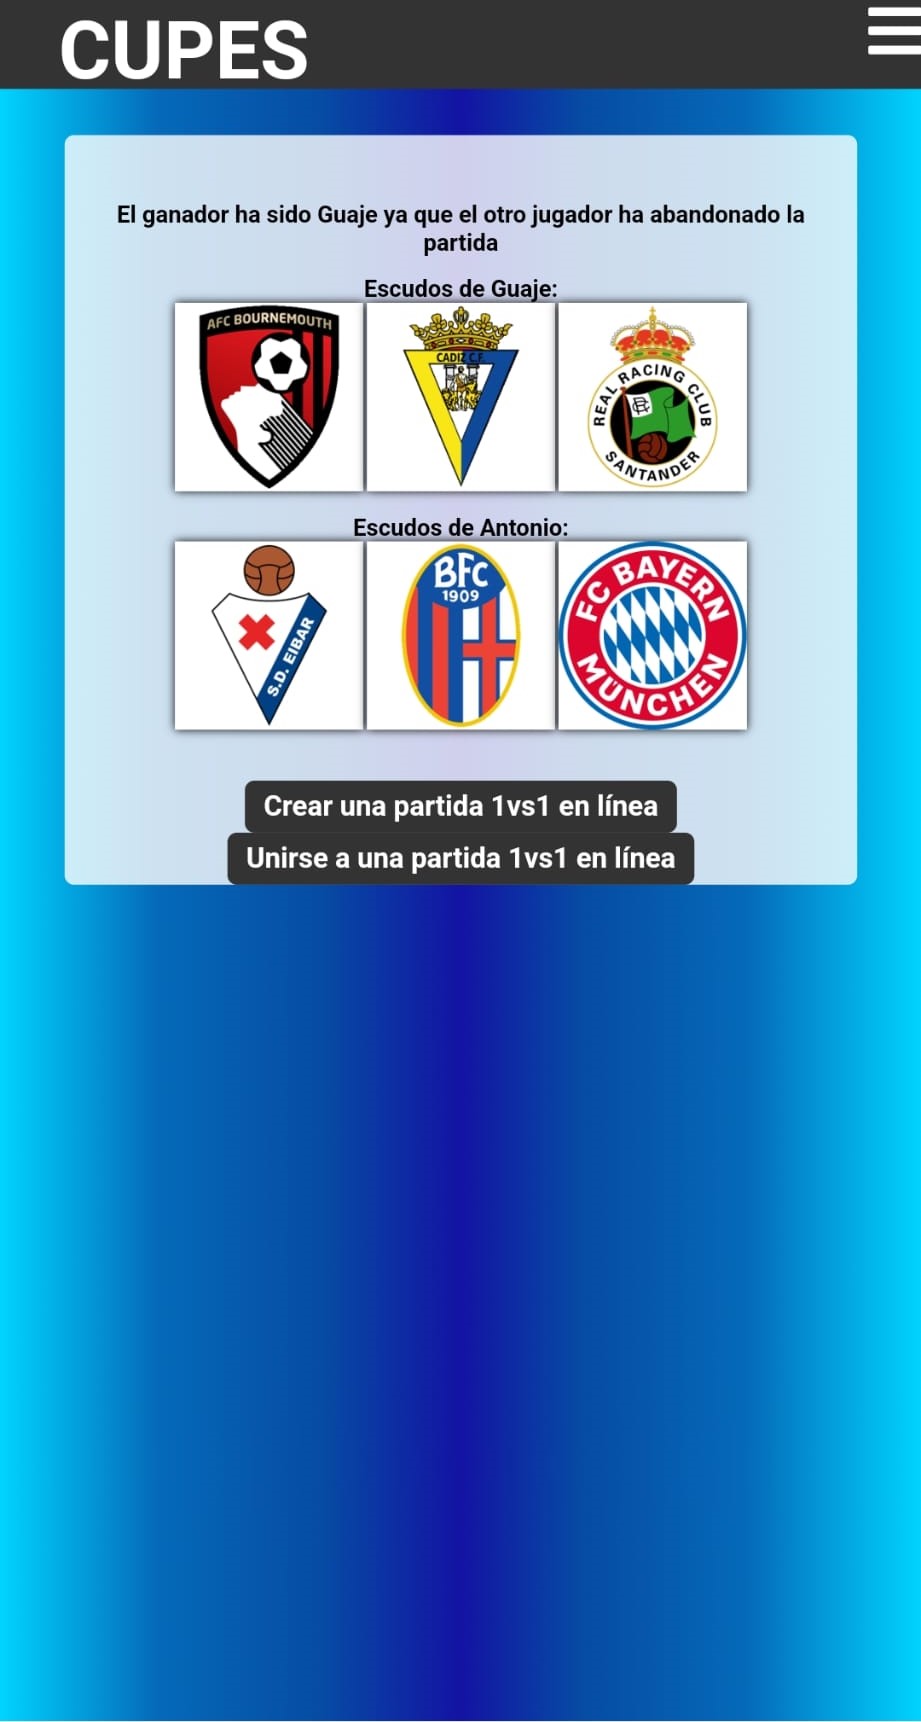 CUPES
El ganador ha sido Guaje ya que el otro jugador ha abandonado la
partida
Escudos de Guaje:
AFC BOURNEMOUTH
CADIZ C.F.
REAL RACING CLUB
SANTANDER
Escudos de Antonio:
S.D. EIBAR
BFC
1909
FC BAYERN
MÜNCHEN
Crear una partida 1vs1 en línea
Unirse a una partida 1vs1 en línea